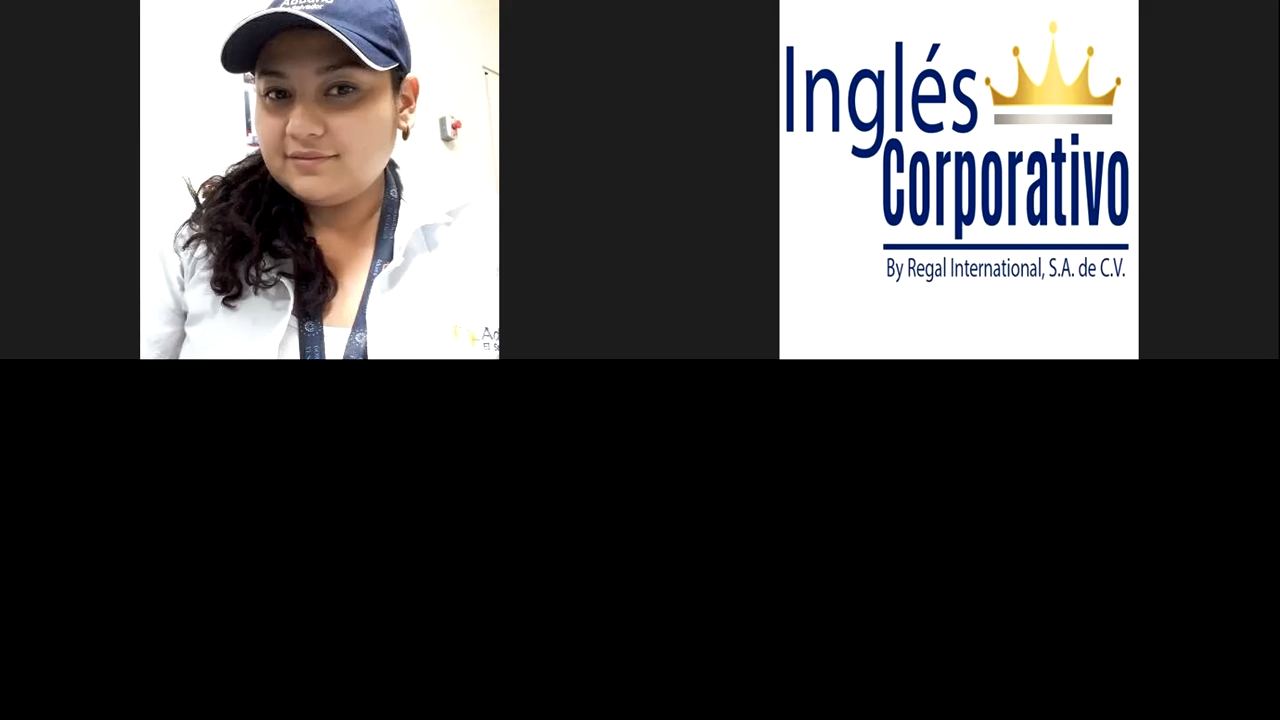 Inglés
Corporativo
By Regal International, S.A. de C.V.